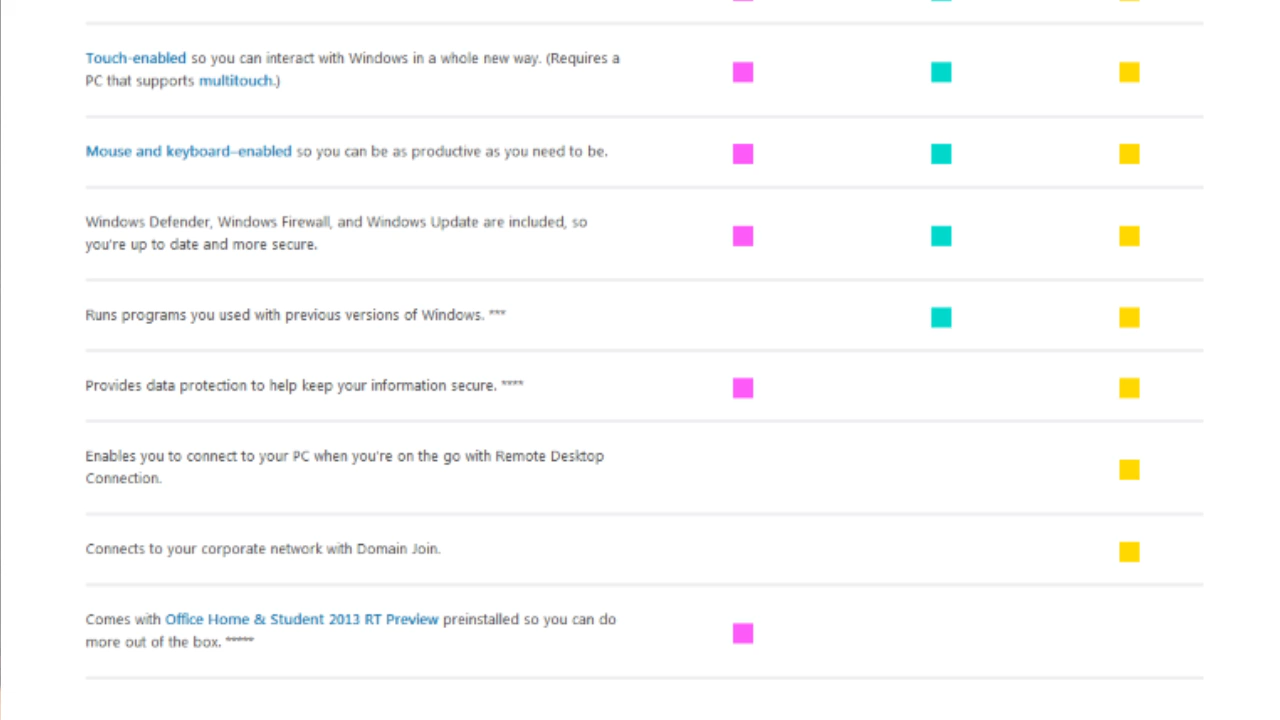 Touch-enabled so you can interact with Windows in a whole new way. (Requires a
PC that supports multitouch.)
Mouse and keyboard–enabled so you can be as productive as you need to be.
Windows Defender, Windows Firewall, and Windows Update are included, so
you're up to date and more secure.
Runs programs you used with previous versions of Windows. ***
Provides data protection to help keep your information secure. ****
Enables you to connect to your PC when you're on the go with Remote Desktop
Connection.
Connects to your corporate network with Domain Join.
Comes with Office Home & Student 2013 RT Preview preinstalled so you can do
more out of the box. *****